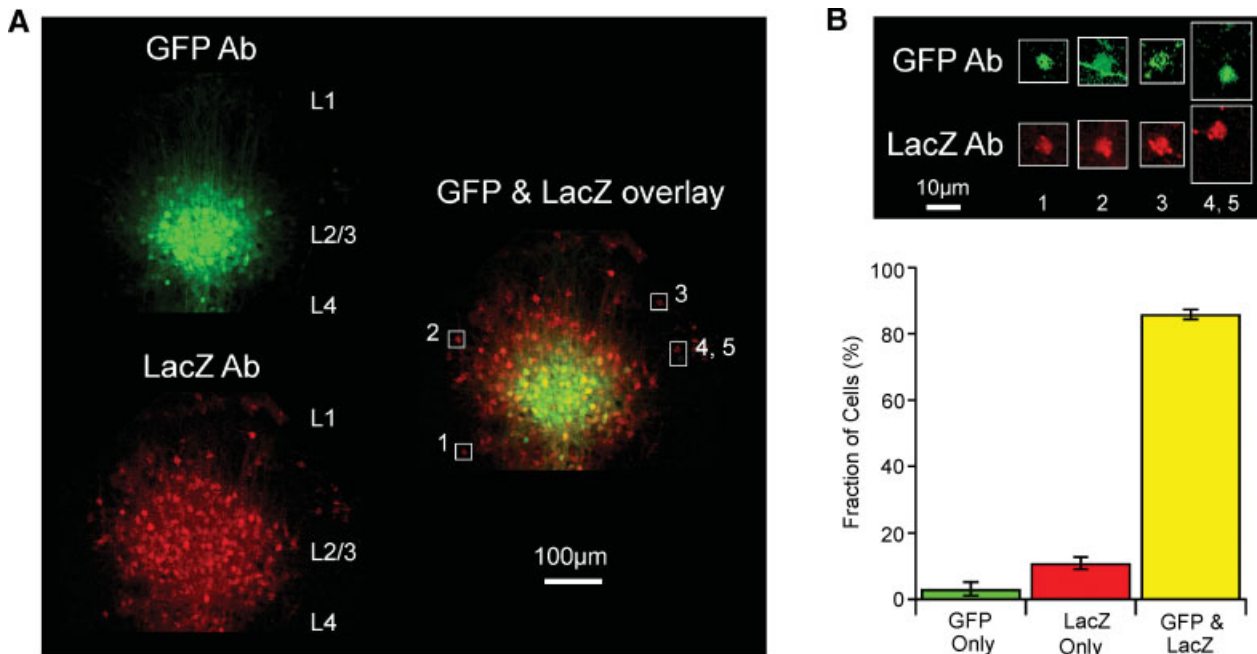 A
GFP Ab
L1
L2/3
L4
LacZ Ab
L1
L2/3
L4
GFP & LacZ overlay
3
2
4, 5
1
100µm
B
GFP Ab
LacZ Ab
10µm
1 2 3 4, 5
Fraction of Cells (%)
100
80
60
40
20
0
GFP Only
LacZ Only
GFP & LacZ